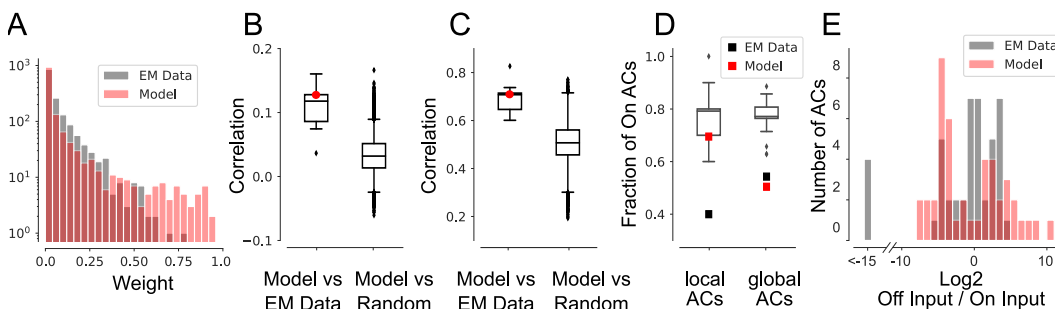 A
EM Data
Model
10³
10²
10¹
10⁰
0.0
0.25
0.5
0.75
1.0
Weight
B
Correlation
0.2
0.1
0.0
−0.1
Model vs
EM Data
Model vs
Random
C
Correlation
0.8
0.6
0.4
0.2
Model vs
EM Data
Model vs
Random
D
Fraction of On ACs
1.0
0.8
0.6
0.4
EM Data
Model
local
ACs
global
ACs
E
Number of ACs
8
6
4
2
0
EM Data
Model
<-15
-10
0
10
Log2
Off Input / On Input